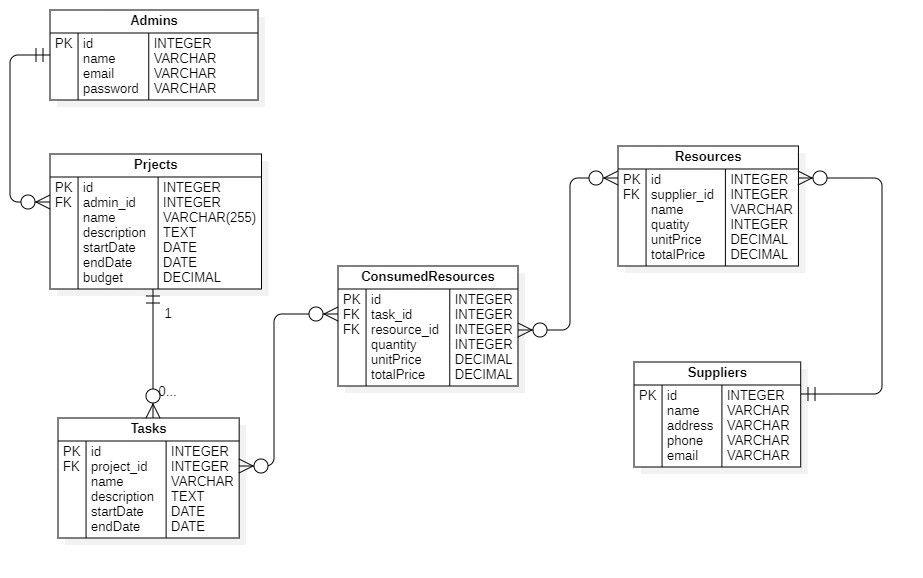 Admins
PK id INTEGER
name VARCHAR
email VARCHAR
password VARCHAR
Prjects
PK id INTEGER
FK admin_id INTEGER
name VARCHAR(255)
description TEXT
startDate DATE
endDate DATE
budget DECIMAL
1
0...
Tasks
PK id INTEGER
FK project_id INTEGER
name VARCHAR
description TEXT
startDate DATE
endDate DATE
ConsumedResources
PK id INTEGER
FK task_id INTEGER
FK resource_id INTEGER
quantity INTEGER
unitPrice DECIMAL
totalPrice DECIMAL
Resources
PK id INTEGER
FK supplier_id INTEGER
name VARCHAR
quatity INTEGER
unitPrice DECIMAL
totalPrice DECIMAL
Suppliers
PK id INTEGER
name VARCHAR
address VARCHAR
phone VARCHAR
email VARCHAR